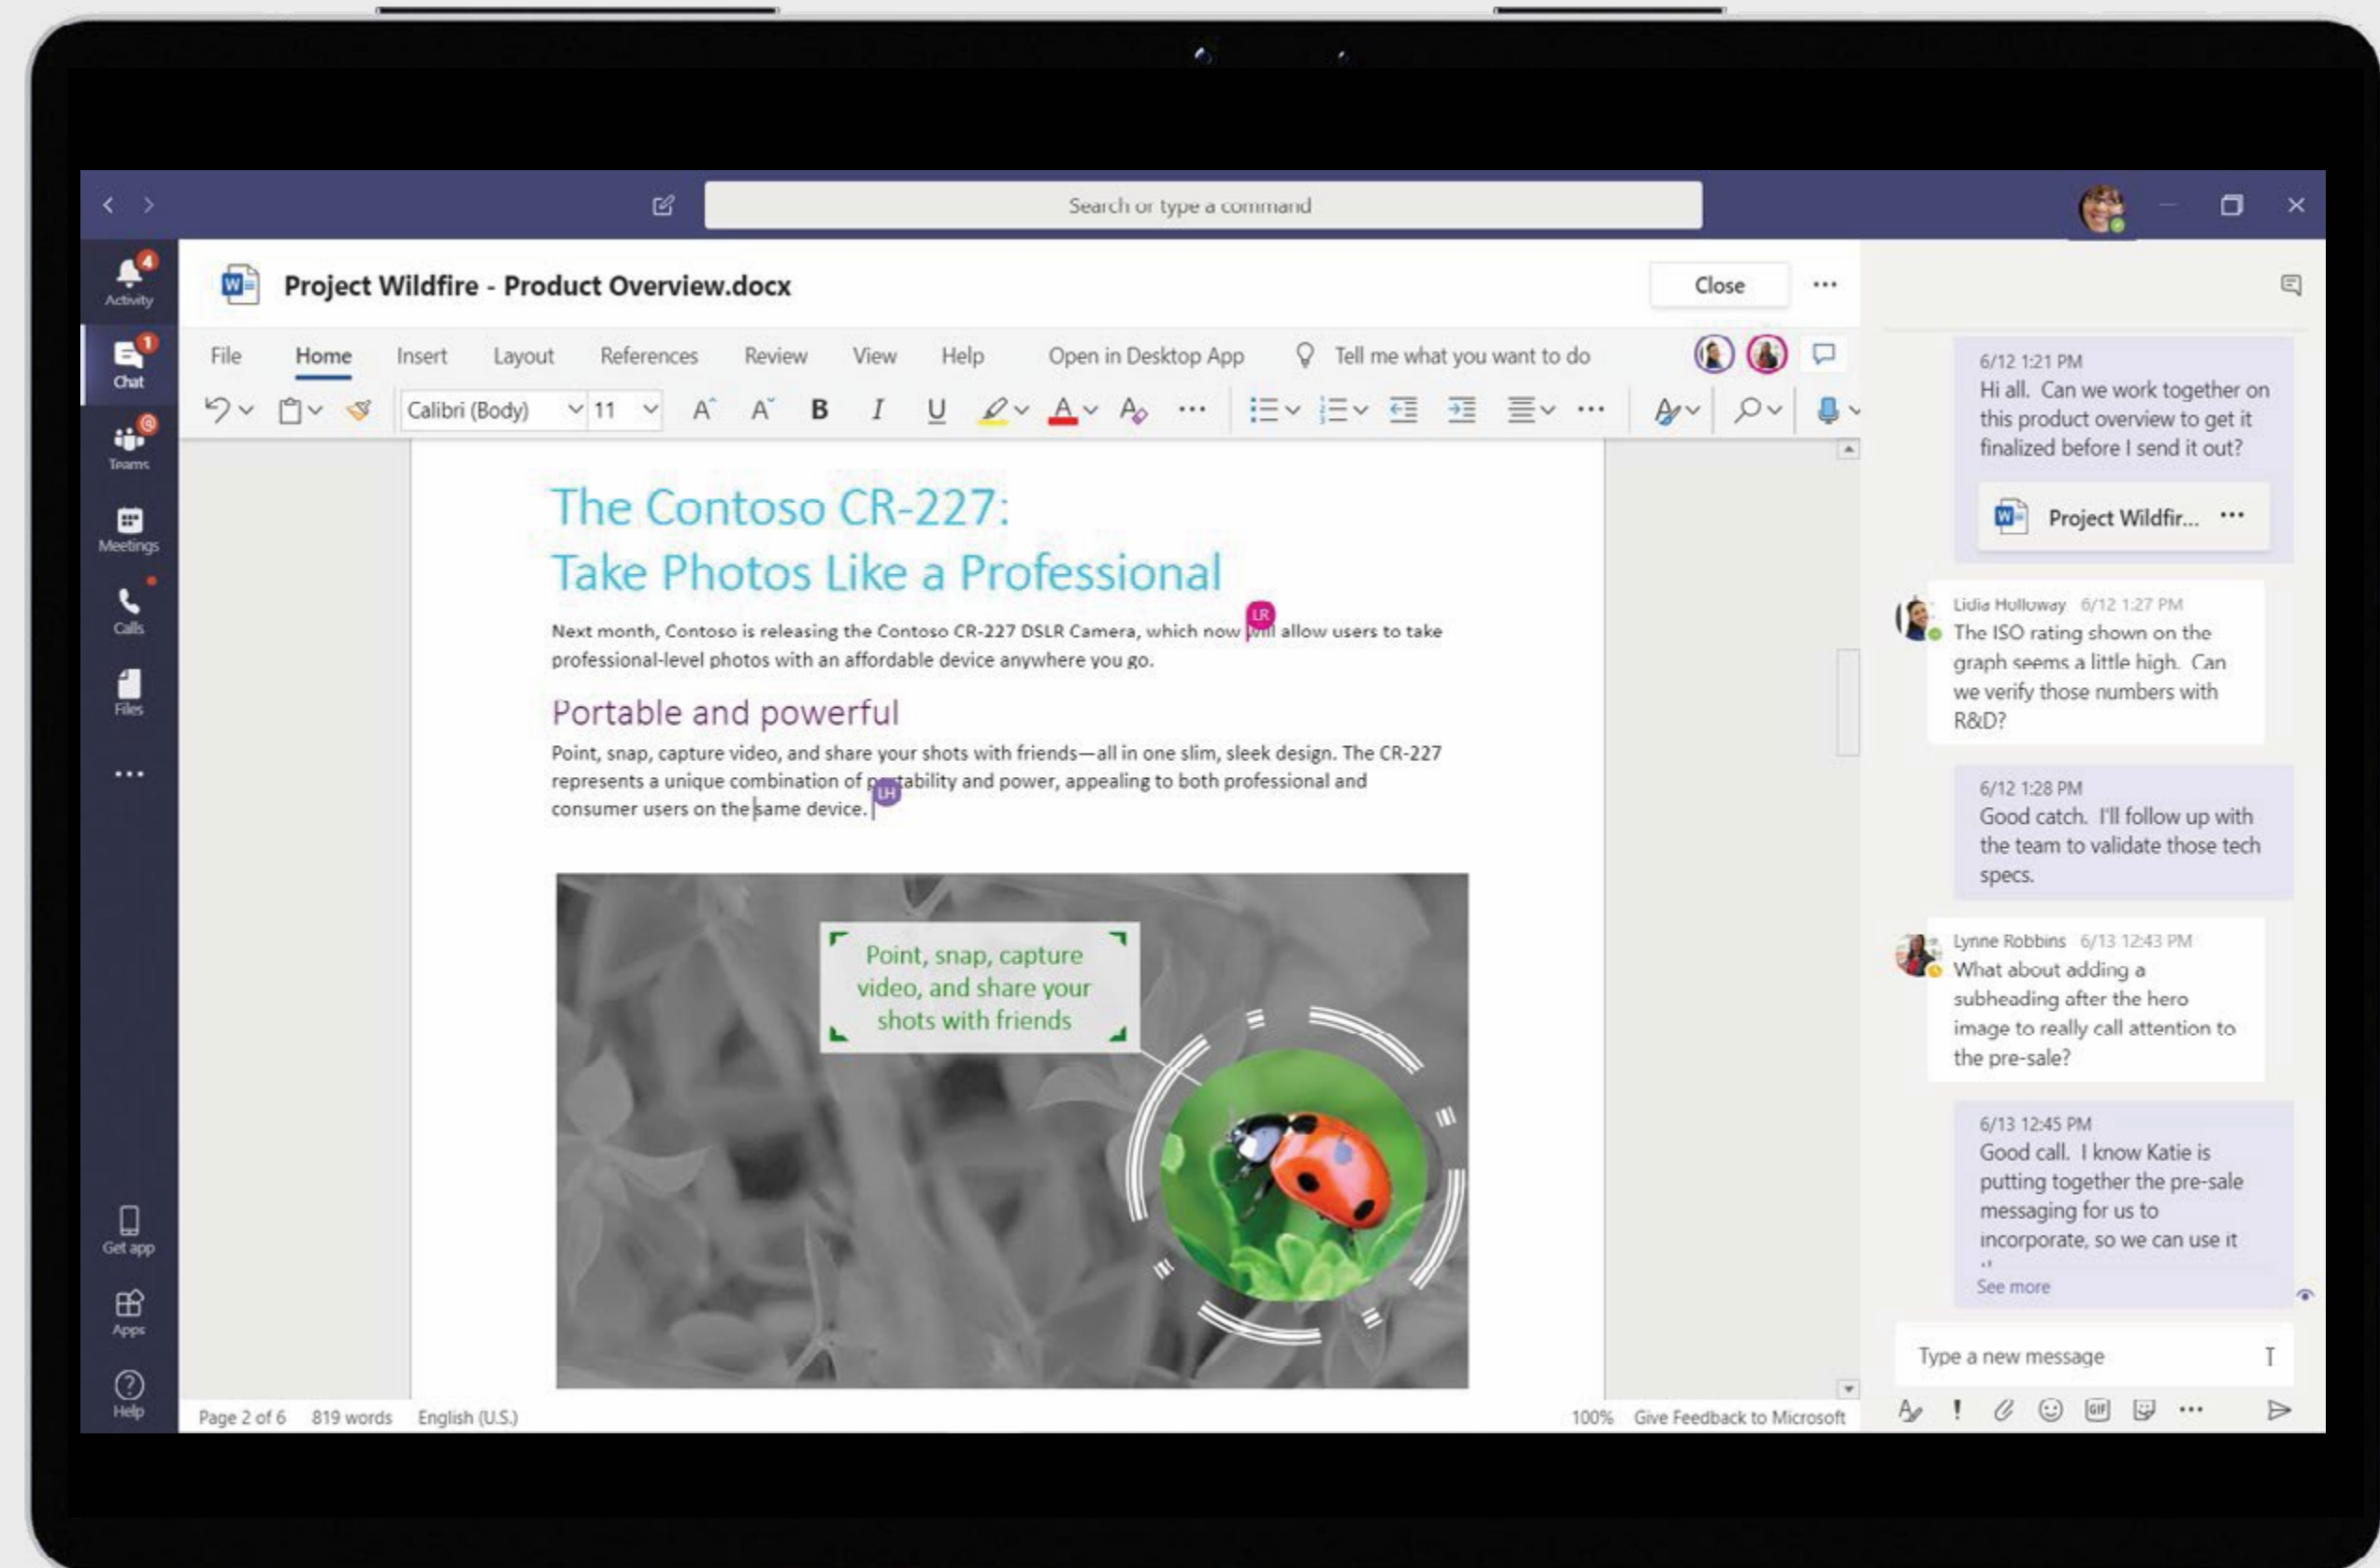 Search or type a command
4
Activity
1
Chat
@
Teams
Meetings
Calls
Files
Get app
Apps
Help
Project Wildfire - Product Overview.docx
Close
File Home Insert Layout References Review View Help Open in Desktop App Tell me what you want to do
Calibri (Body) 11 A A B I U A A
The Contoso CR-227:
Take Photos Like a Professional
LR
Next month, Contoso is releasing the Contoso CR-227 DSLR Camera, which now will allow users to take
professional-level photos with an affordable device anywhere you go.
Portable and powerful
Point, snap, capture video, and share your shots with friends—all in one slim, sleek design. The CR-227
represents a unique combination of portability and power, appealing to both professional and
LH
consumer users on the same device.
Point, snap, capture
video, and share your
shots with friends
Page 2 of 6 819 words English (U.S.)
100% Give Feedback to Microsoft
6/12 1:21 PM
Hi all. Can we work together on
this product overview to get it
finalized before I send it out?
Project Wildfir...
Lidia Holloway 6/12 1:27 PM
The ISO rating shown on the
graph seems a little high. Can
we verify those numbers with
R&D?
6/12 1:28 PM
Good catch. I'll follow up with
the team to validate those tech
specs.
Lynne Robbins 6/13 12:43 PM
What about adding a
subheading after the hero
image to really call attention to
the pre-sale?
6/13 12:45 PM
Good call. I know Katie is
putting together the pre-sale
messaging for us to
incorporate, so we can use it
See more
Type a new message
GIF